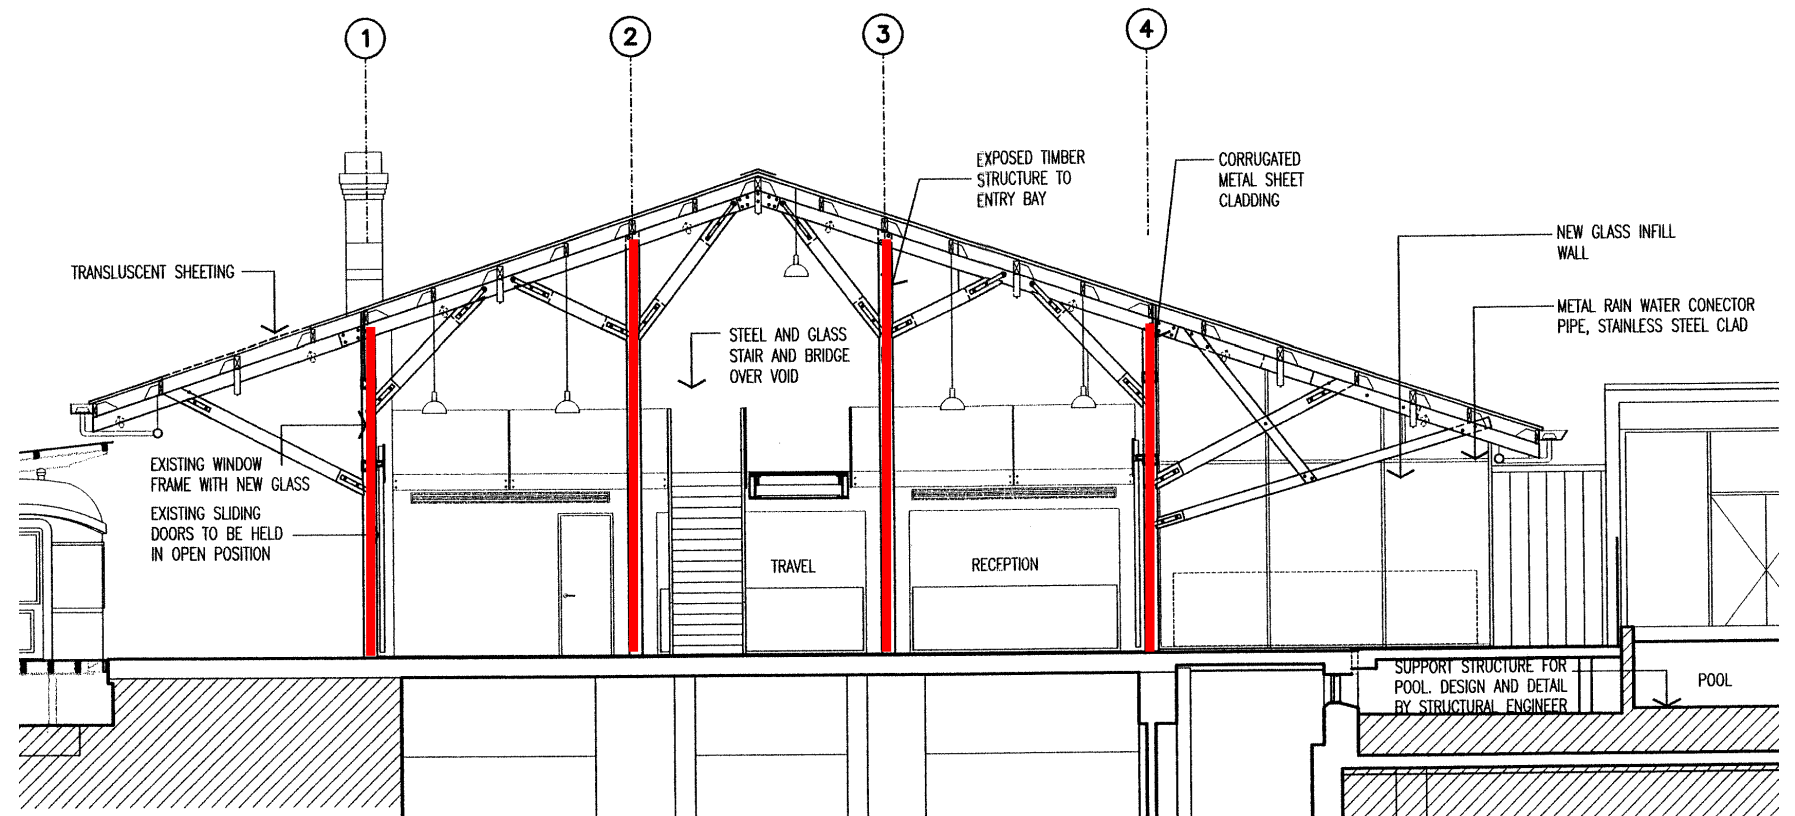 1
2
3
4
EXPOSED TIMBER
STRUCTURE TO
ENTRY BAY
CORRUGATED
METAL SHEET
CLADDING
NEW GLASS INFILL
WALL
TRANSLUSCENT SHEETING
METAL RAIN WATER CONECTOR
PIPE, STAINLESS STEEL CLAD
STEEL AND GLASS
STAIR AND BRIDGE
OVER VOID
EXISTING WINDOW
FRAME WITH NEW GLASS
EXISTING SLIDING
DOORS TO BE HELD
IN OPEN POSITION
TRAVEL
RECEPTION
SUPPORT STRUCTURE FOR
POOL. DESIGN AND DETAIL
BY STRUCTURAL ENGINEER
POOL